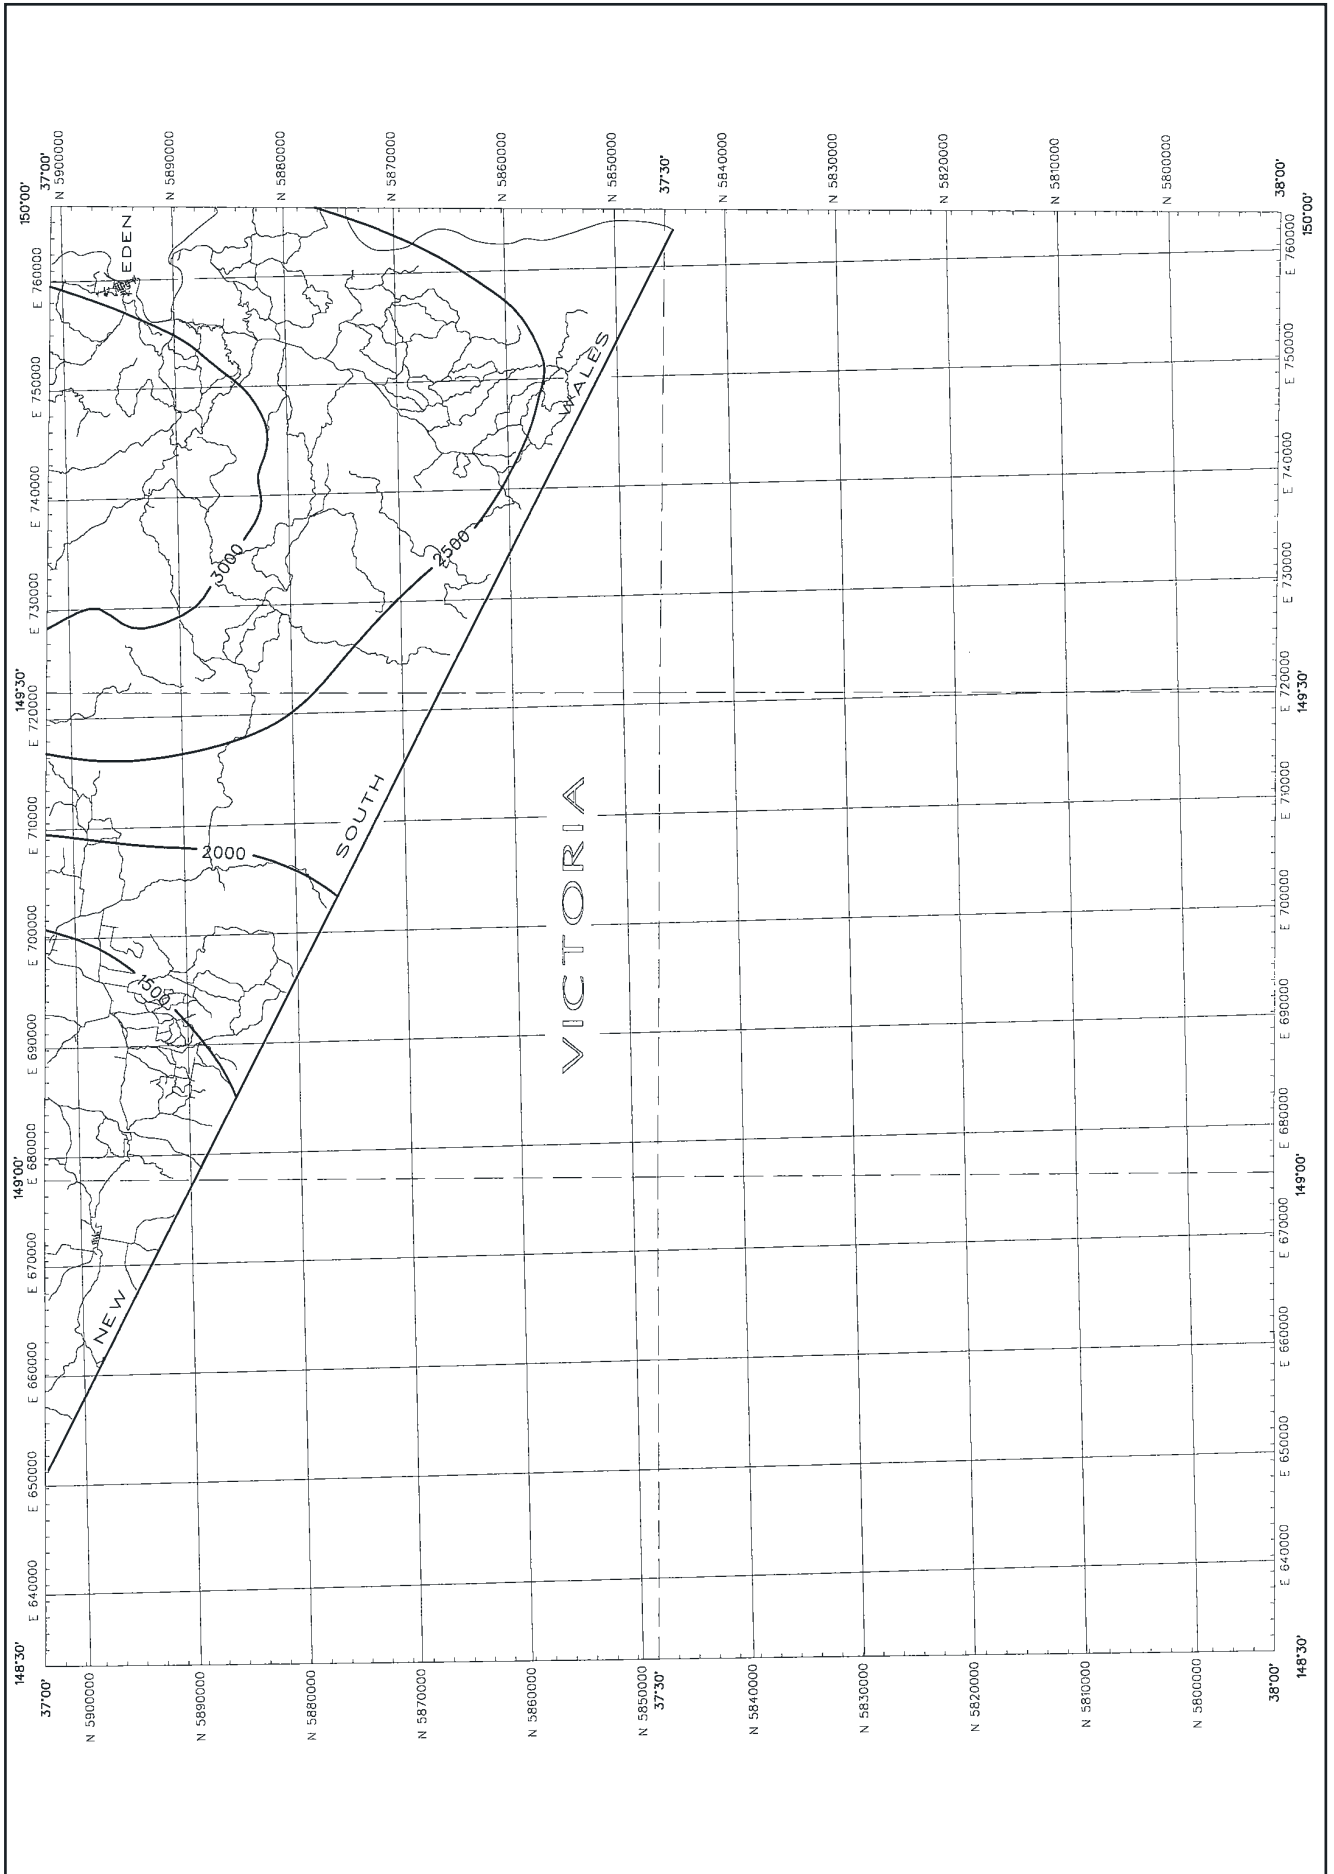 148°30' 149°00' 149°30' 150°00'
E 640000 E 650000 E 660000 E 670000 E 680000 E 690000 E 700000 E 710000 E 720000 E 730000 E 740000 E 750000 E 760000
37°00' 37°00'
N 5900000 N 5900000
NEW
EDEN
1500
N 5890000 N 5890000
2000
3000
N 5880000 N 5880000
SOUTH
N 5870000 N 5870000
2500
N 5860000 N 5860000
VICTORIA
WALES
N 5850000 N 5850000
37°30' 37°30'
N 5840000 N 5840000
N 5830000 N 5830000
N 5820000 N 5820000
N 5810000 N 5810000
N 5800000 N 5800000
38°00' 38°00'
E 640000 E 650000 E 660000 E 670000 E 680000 E 690000 E 700000 E 710000 E 720000 E 730000 E 740000 E 750000 E 760000
148°30' 149°00' 149°30' 150°00'